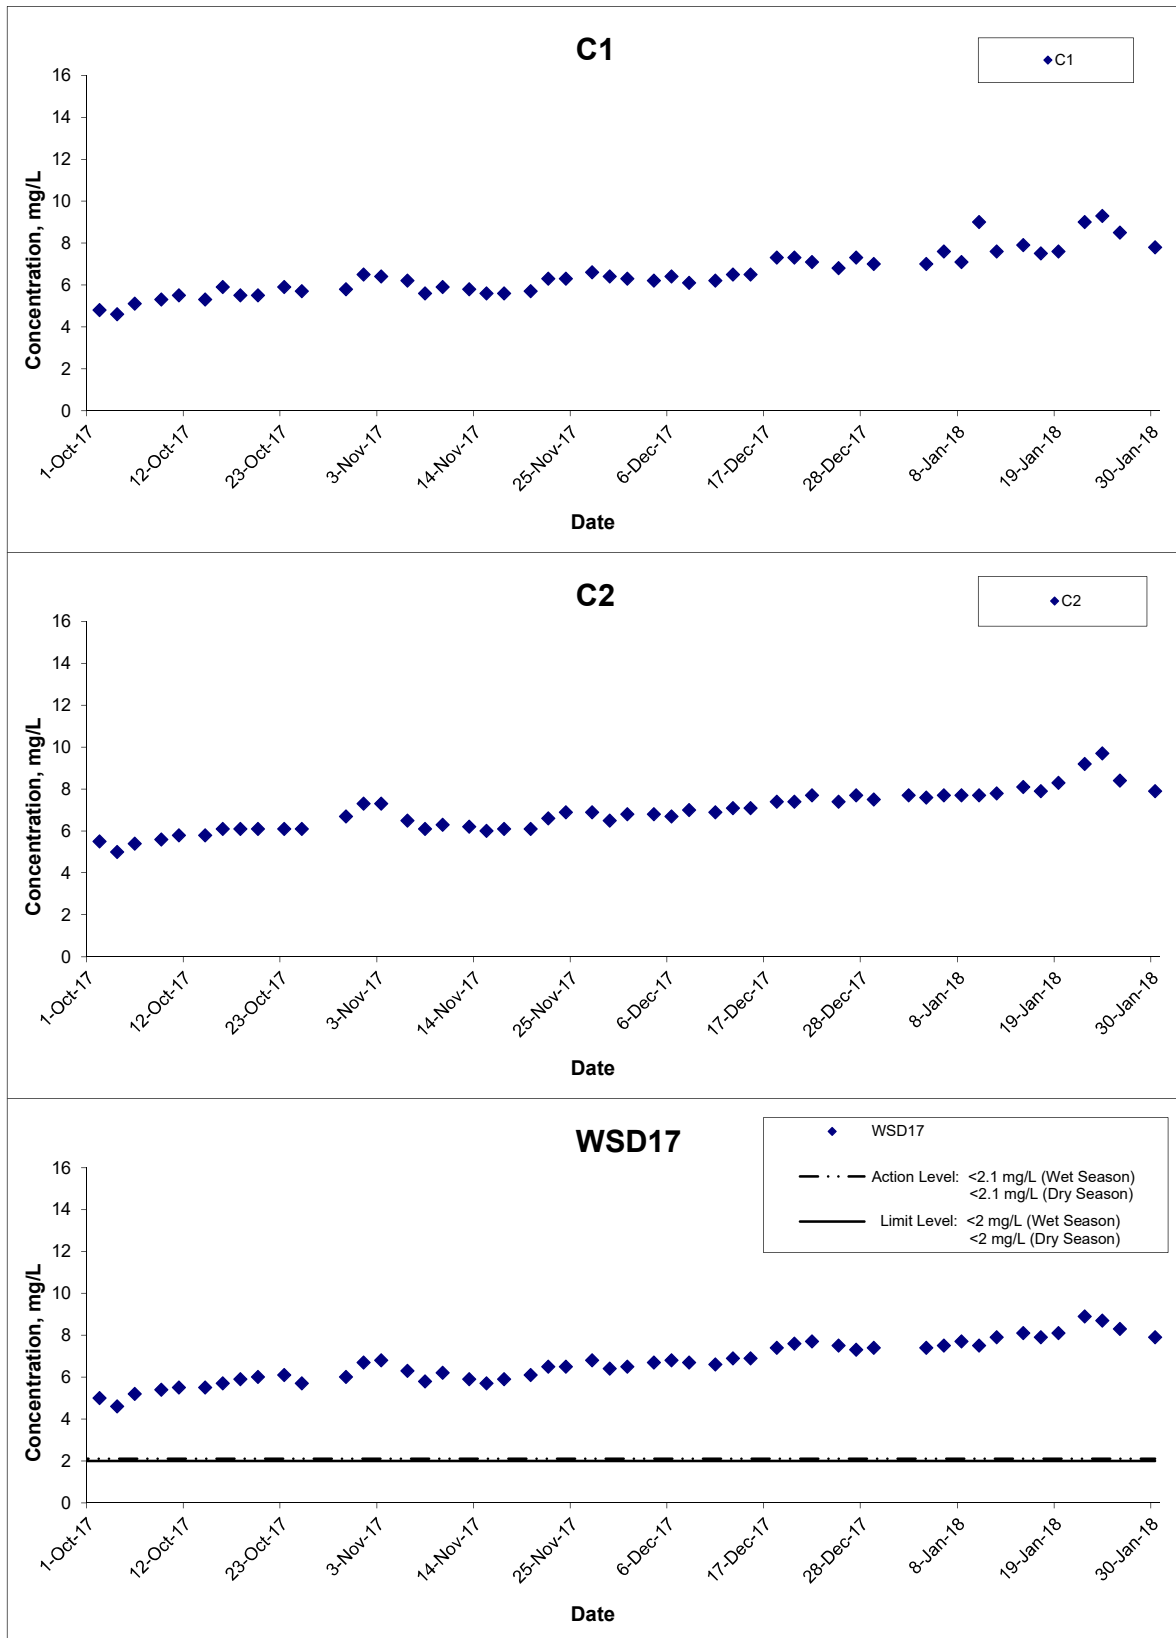 C1
C1
16
14
12
10
8
6
4
2
0
Concentration, mg/L
1-Oct-17
12-Oct-17
23-Oct-17
3-Nov-17
14-Nov-17
25-Nov-17
6-Dec-17
17-Dec-17
28-Dec-17
8-Jan-18
19-Jan-18
30-Jan-18
Date
C2
C2
16
14
12
10
8
6
4
2
0
Concentration, mg/L
1-Oct-17
12-Oct-17
23-Oct-17
3-Nov-17
14-Nov-17
25-Nov-17
6-Dec-17
17-Dec-17
28-Dec-17
8-Jan-18
19-Jan-18
30-Jan-18
Date
WSD17
WSD17
Action Level: <2.1 mg/L (Wet Season)
<2.1 mg/L (Dry Season)
Limit Level: <2 mg/L (Wet Season)
<2 mg/L (Dry Season)
16
14
12
10
8
6
4
2
0
Concentration, mg/L
1-Oct-17
12-Oct-17
23-Oct-17
3-Nov-17
14-Nov-17
25-Nov-17
6-Dec-17
17-Dec-17
28-Dec-17
8-Jan-18
19-Jan-18
30-Jan-18
Date